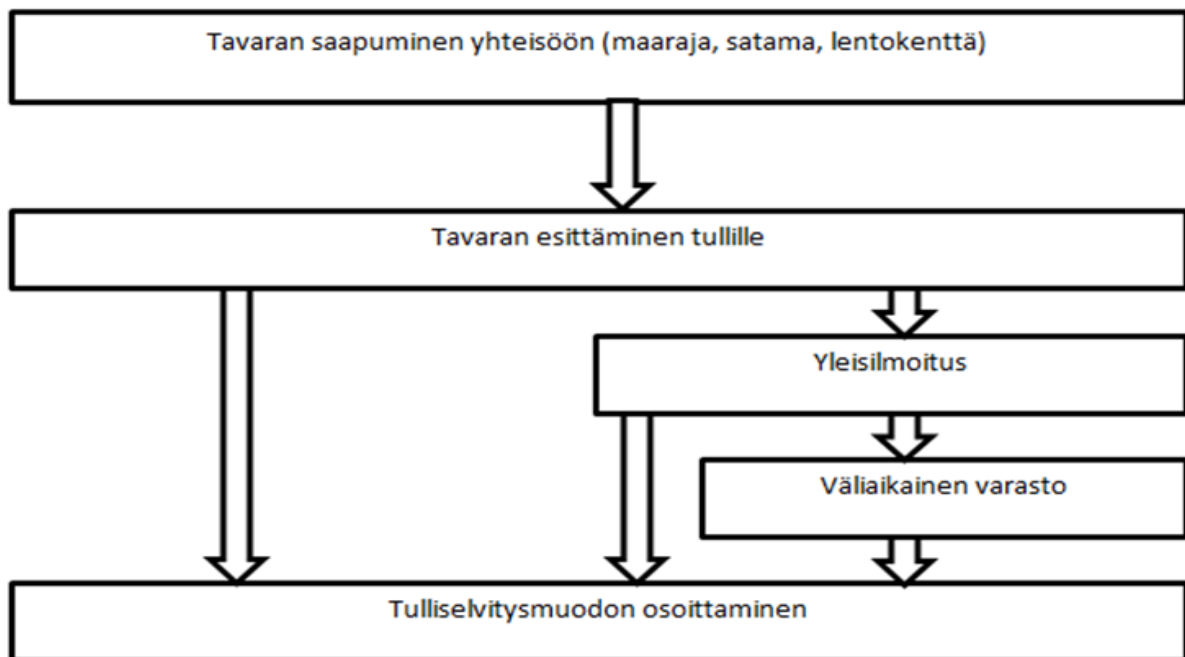 Tavaran saapuminen yhteisöön (maaraja, satama, lentokenttä)
Tavaran esittäminen tullille
Yleisilmoitus
Väliaikainen varasto
Tulliselvitysmuodon osoittaminen